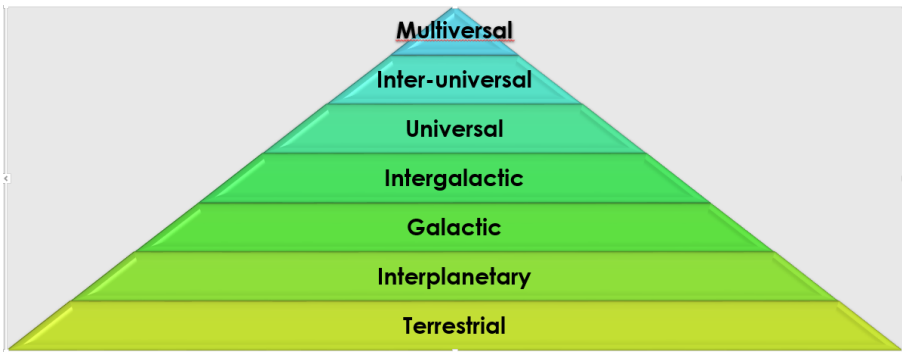 Multiversal
Inter-universal
Universal
Intergalactic
Galactic
Interplanetary
Terrestrial